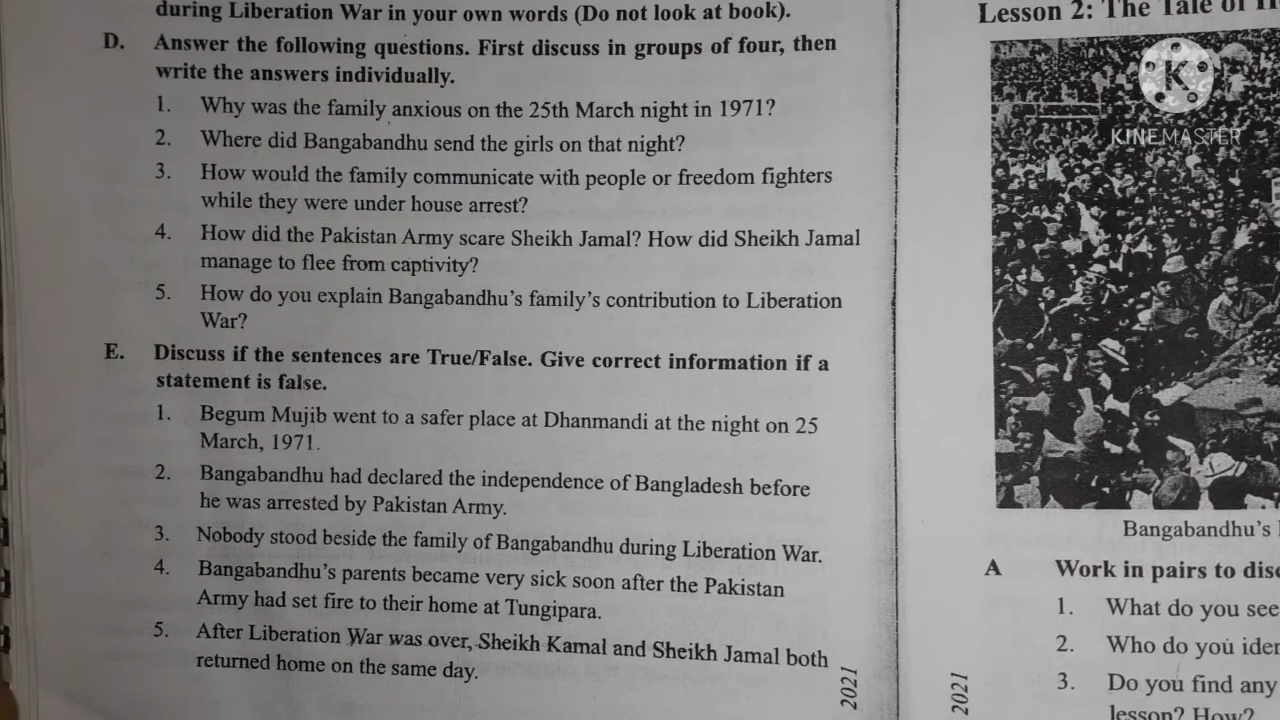 during Liberation War in your own words (Do not look at book).
D. Answer the following questions. First discuss in groups of four, then
write the answers individually.
1. Why was the family anxious on the 25th March night in 1971?
2. Where did Bangabandhu send the girls on that night?
3. How would the family communicate with people or freedom fighters
while they were under house arrest?
4. How did the Pakistan Army scare Sheikh Jamal? How did Sheikh Jamal
manage to flee from captivity?
5. How do you explain Bangabandhu's family's contribution to Liberation
War?
E. Discuss if the sentences are True/False. Give correct information if a
statement is false.
1. Begum Mujib went to a safer place at Dhanmandi at the night on 25
March, 1971.
2. Bangabandhu had declared the independence of Bangladesh before
he was arrested by Pakistan Army.
3. Nobody stood beside the family of Bangabandhu during Liberation War.
4. Bangabandhu's parents became very sick soon after the Pakistan
Army had set fire to their home at Tungipara.
5. After Liberation War was over, Sheikh Kamal and Sheikh Jamal both
returned home on the same day.
2021
Lesson 2: The Tale of
K
KINEMASTER
Bangabandhu's
A Work in pairs to disc
1. What do you see
2. Who do you iden
3. Do you find any
lesson? How?
2021